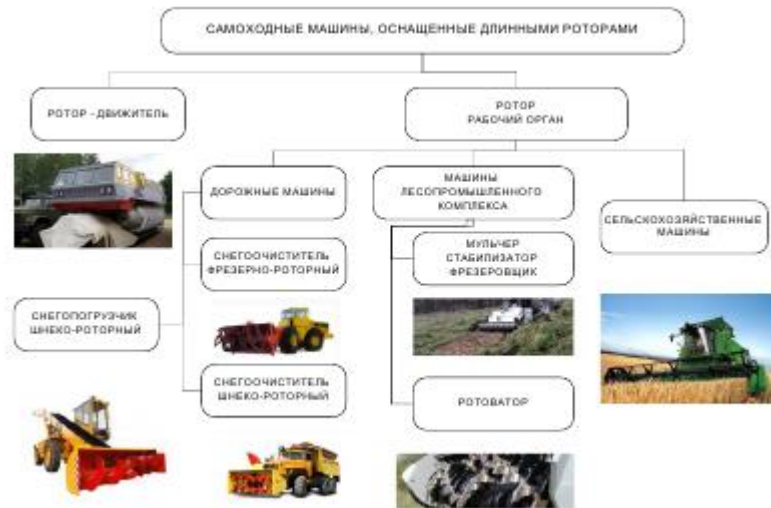 САМОХОДНЫЕ МАШИНЫ, ОСНАЩЕННЫЕ ДЛИННЫМИ РОТОРАМИ
РОТОР - ДВИЖИТЕЛЬ
РОТОР
РАБОЧИЙ ОРГАН
ДОРОЖНЫЕ МАШИНЫ
МАШИНЫ
ЛЕСОПРОМЫШЛЕННОГО
КОМПЛЕКСА
СЕЛЬСКОХОЗЯЙСТВЕННЫЕ
МАШИНЫ
СНЕГООЧИСТИТЕЛЬ
ФРЕЗЕРНО-РОТОРНЫЙ
МУЛЬЧЕР
СТАБИЛИЗАТОР
ФРЕЗЕРОВЩИК
СНЕГОПОГРУЗЧИК
ШНЕКО-РОТОРНЫЙ
СНЕГООЧИСТИТЕЛЬ
ШНЕКО-РОТОРНЫЙ
РОТОВАТОР